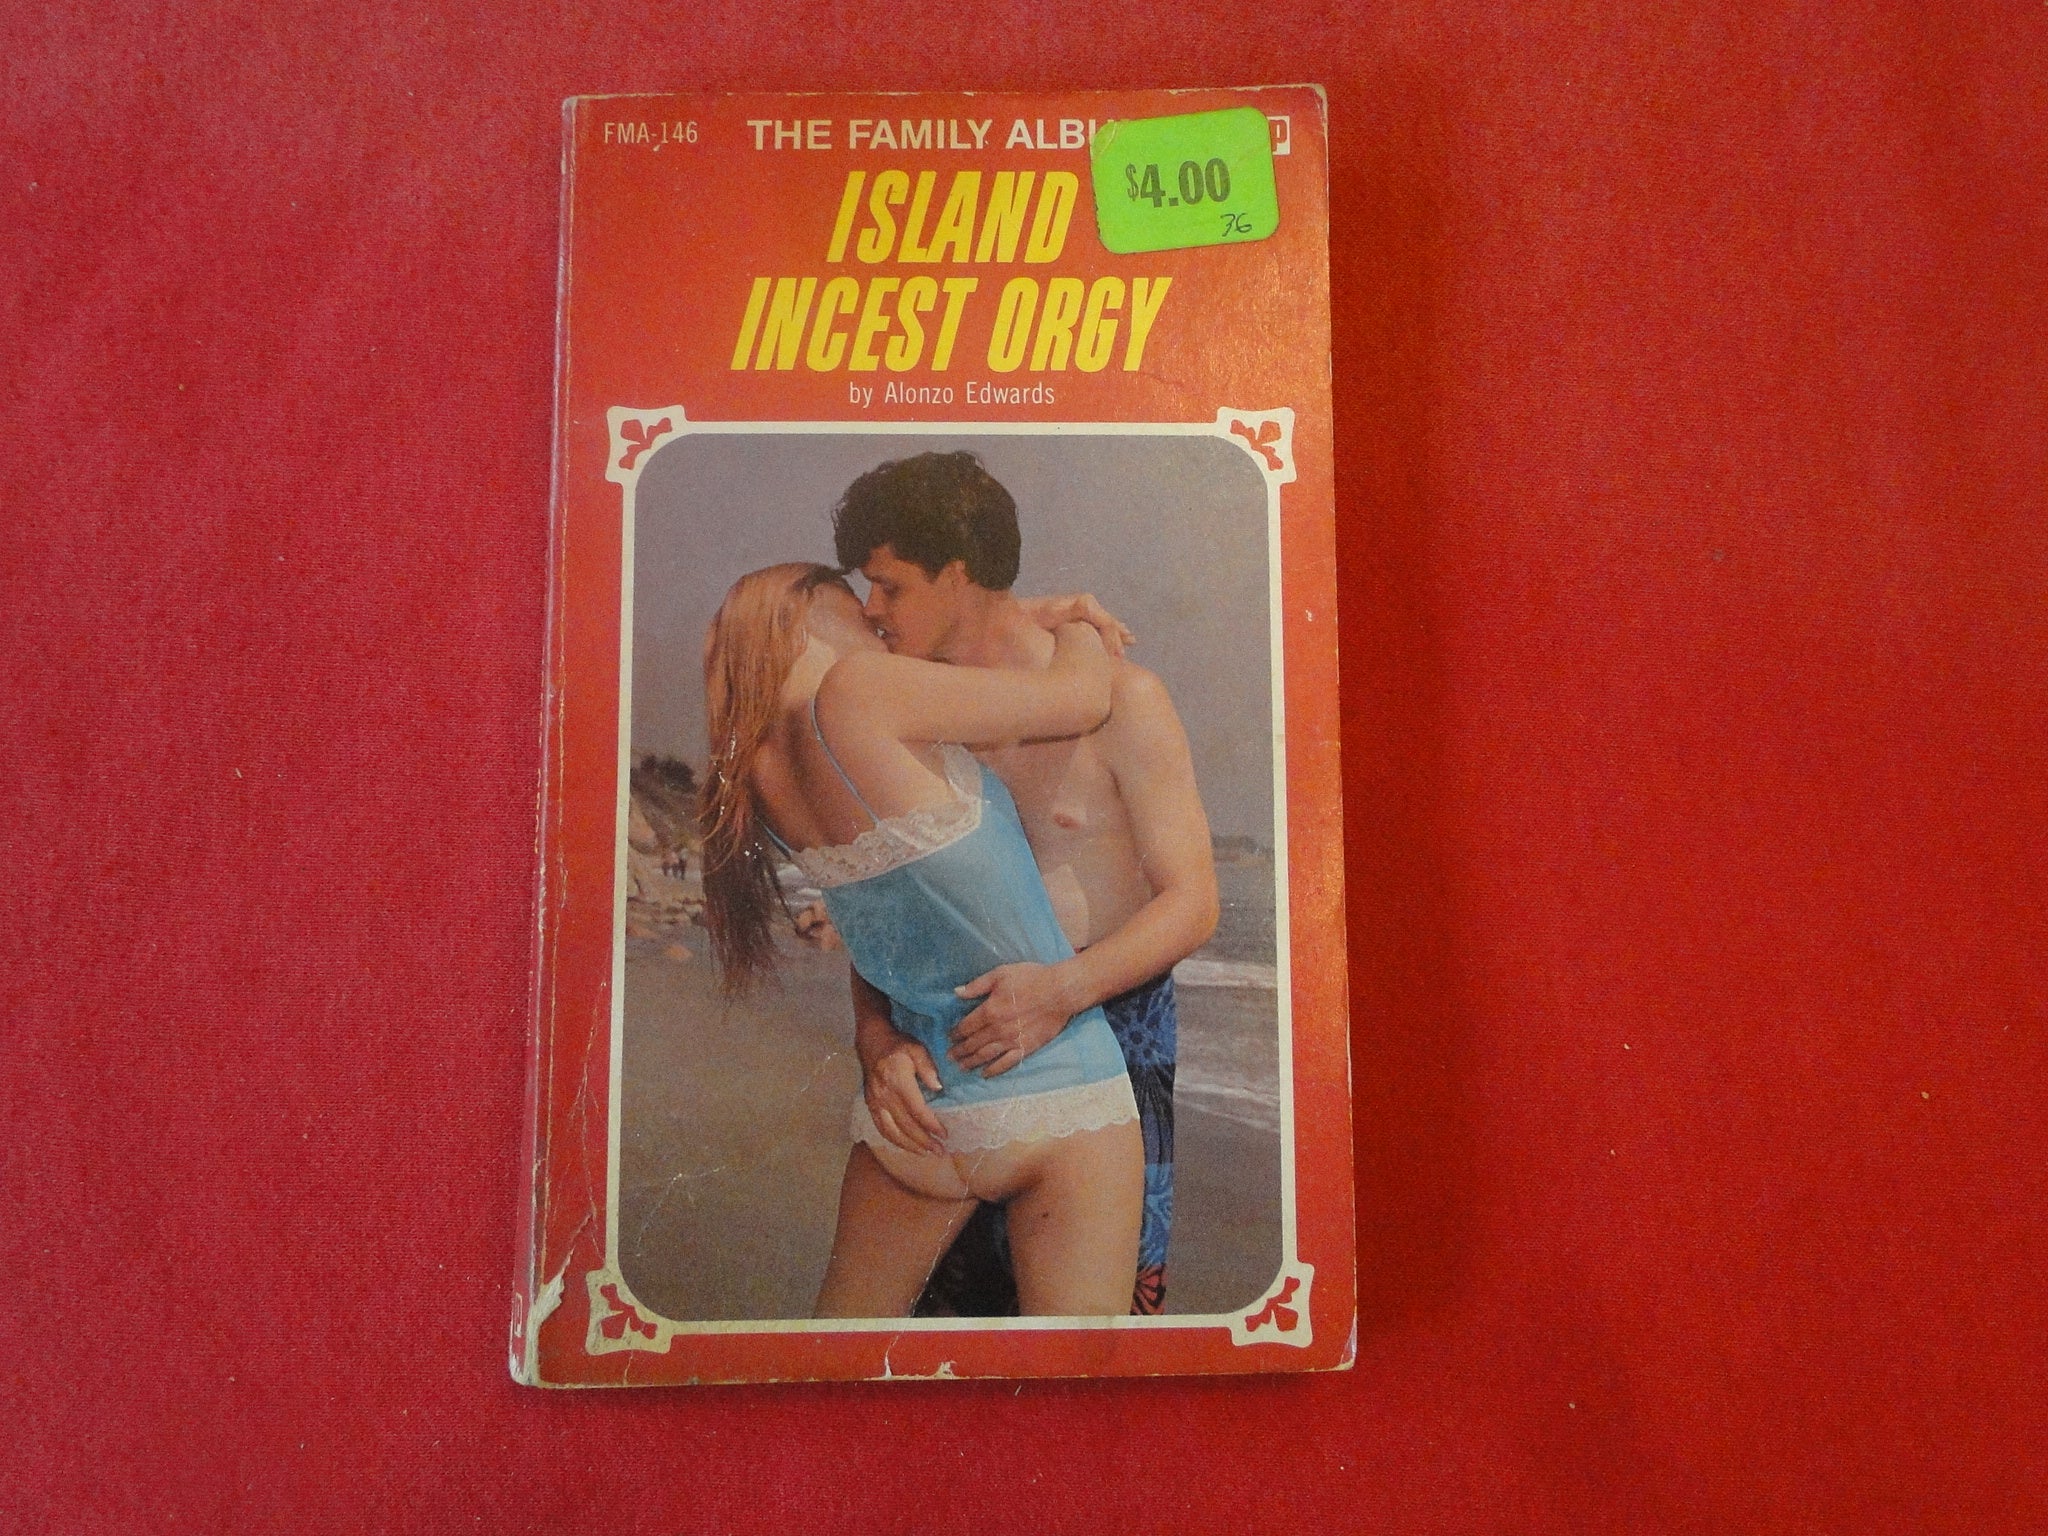 FMA-146
THE FAMILY
$4.00
36
ISLAND
INCEST ORGY
by Alonzo Edwards